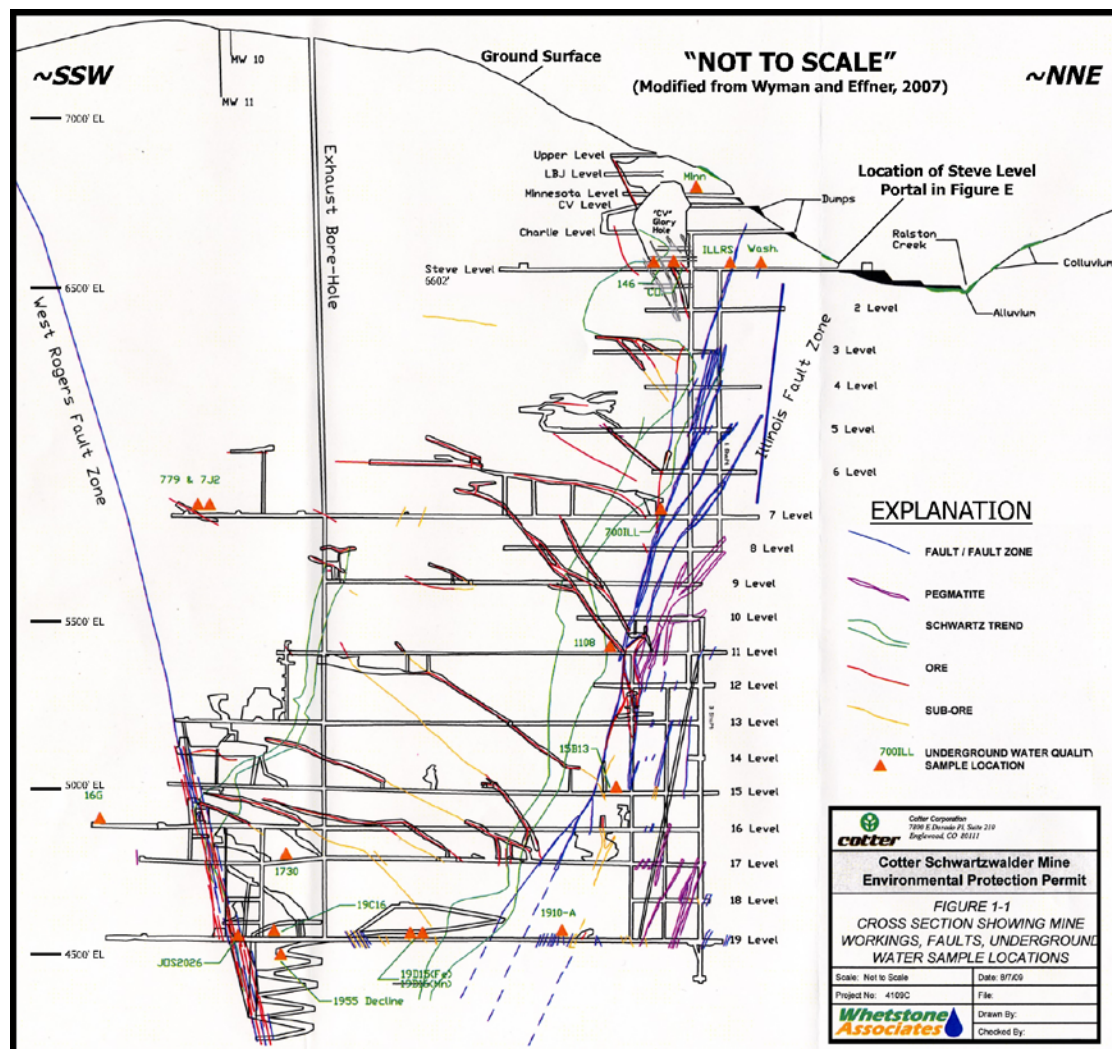 ~SSW
MW 10
MW 11
Ground Surface
"NOT TO SCALE"
(Modified from Wyman and Effner, 2007)
~NNE
7000' EL
6500' EL
5500' EL
5000' EL
4500' EL
Exhaust Bore-Hole
West Rogers Fault Zone
Illinois Fault Zone
Upper Level
LBJ Level
Minnesota Level
CV Level
Charlie Level
Steve Level
6602'
Minn
"CV"
Glory
Hole
ILLRS
Wash.
146
Location of Steve Level
Portal in Figure E
Dumps
Ralston
Creek
Colluvium
Alluvium
2 Level
3 Level
4 Level
5 Level
6 Level
7 Level
8 Level
9 Level
10 Level
11 Level
12 Level
13 Level
14 Level
15 Level
16 Level
17 Level
18 Level
19 Level
779 & 7J2
700ILL
1108
15B13
16G
1730
19C16
1910-A
JDS2026
19D15(Fe)
1955 Decline
EXPLANATION
FAULT / FAULT ZONE
PEGMATITE
SCHWARTZ TREND
ORE
SUB-ORE
700ILL UNDERGROUND WATER QUALITY
SAMPLE LOCATION
cotter
Cotter Corporation
Englewood, CO 80111
Cotter Schwartzwalder Mine
Environmental Protection Permit
FIGURE 1-1
CROSS SECTION SHOWING MINE
WORKINGS, FAULTS, UNDERGROUND
WATER SAMPLE LOCATIONS
Scale: Not to Scale
Date: 8/7/09
Project No: 4109C
File:
Whetstone
Associates
Drawn By:
Checked By: